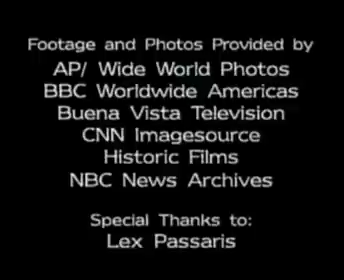 Footage and Photos Provided by
AP/ Wide World Photos
BBC Worldwide Americas
Buena Vista Television
CNN Imagesource
Historic Films
NBC News Archives
Special Thanks to:
Lex Passaris